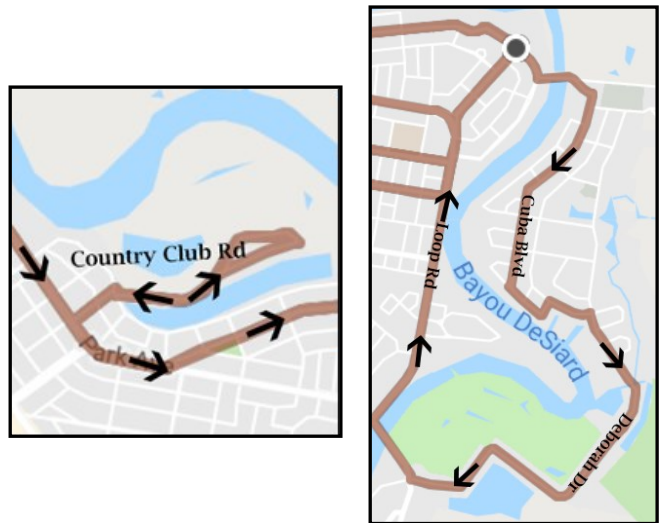 Country Club Rd
Park Ave
Cuba Blvd
Loop Rd
Bayou DeSiard
Deborah Dr